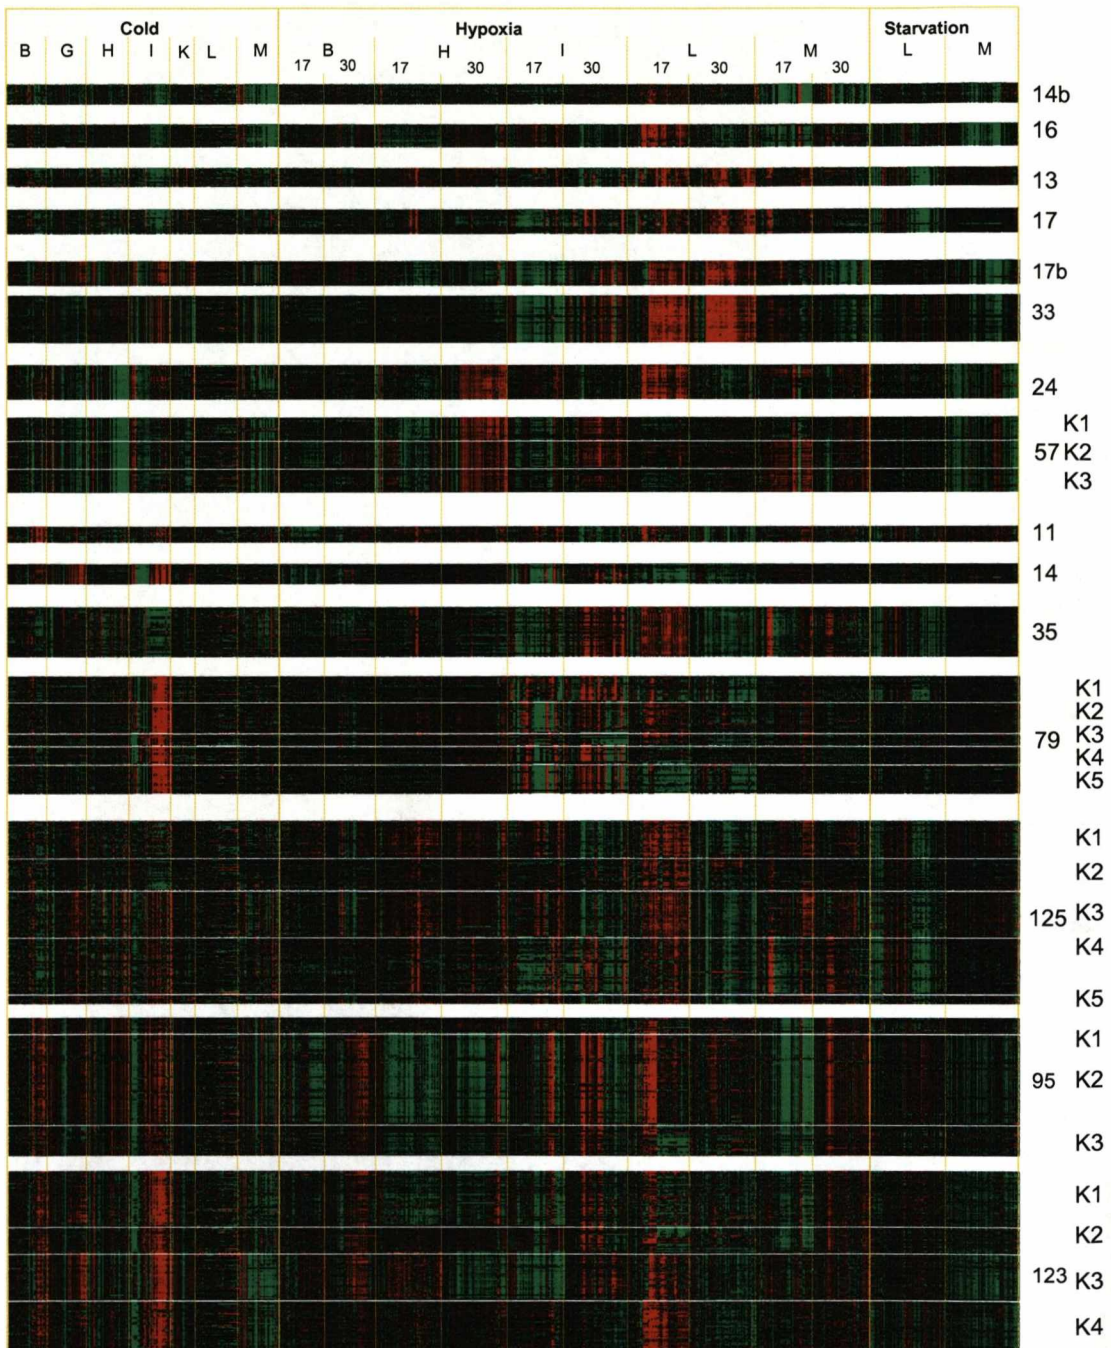 Cold Hypoxia Starvation
B G H I K L M B H I L M L M
17 30 17 30 17 30 17 30 17 30
14b
16
13
17
17b
33
24
K1
57 K2
K3
11
14
35
K1
K2
79 K3
K4
K5
K1
K2
125 K3
K4
K5
K1
95 K2
K3
K1
K2
123 K3
K4